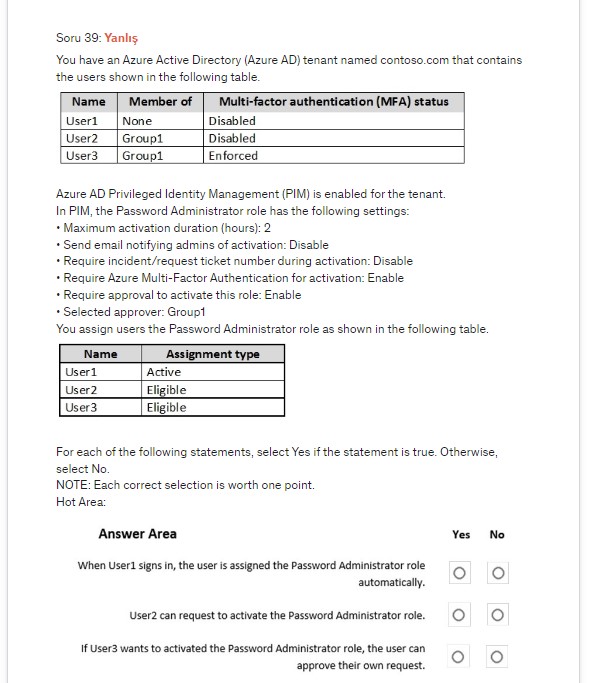 Soru 39: Yanlış
You have an Azure Active Directory (Azure AD) tenant named contoso.com that contains
the users shown in the following table.
Name Member of Multi-factor authentication (MFA) status
User1 None Disabled
User2 Group1 Disabled
User3 Group1 Enforced
Azure AD Privileged Identity Management (PIM) is enabled for the tenant.
In PIM, the Password Administrator role has the following settings:
• Maximum activation duration (hours): 2
• Send email notifying admins of activation: Disable
• Require incident/request ticket number during activation: Disable
• Require Azure Multi-Factor Authentication for activation: Enable
• Require approval to activate this role: Enable
• Selected approver: Group1
You assign users the Password Administrator role as shown in the following table.
Name Assignment type
User1 Active
User2 Eligible
User3 Eligible
For each of the following statements, select Yes if the statement is true. Otherwise,
select No.
NOTE: Each correct selection is worth one point.
Hot Area:
Answer Area Yes No
When User1 signs in, the user is assigned the Password Administrator role
automatically.
User2 can request to activate the Password Administrator role.
If User3 wants to activated the Password Administrator role, the user can
approve their own request.